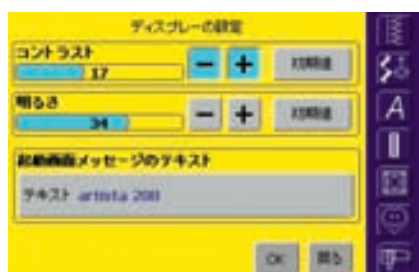 ディスプレーの設定
コントラスト
17
− + 初期値
明るさ
34
− + 初期値
起動画面メッセージのテキスト
テキスト artista 200
A
OK 戻る